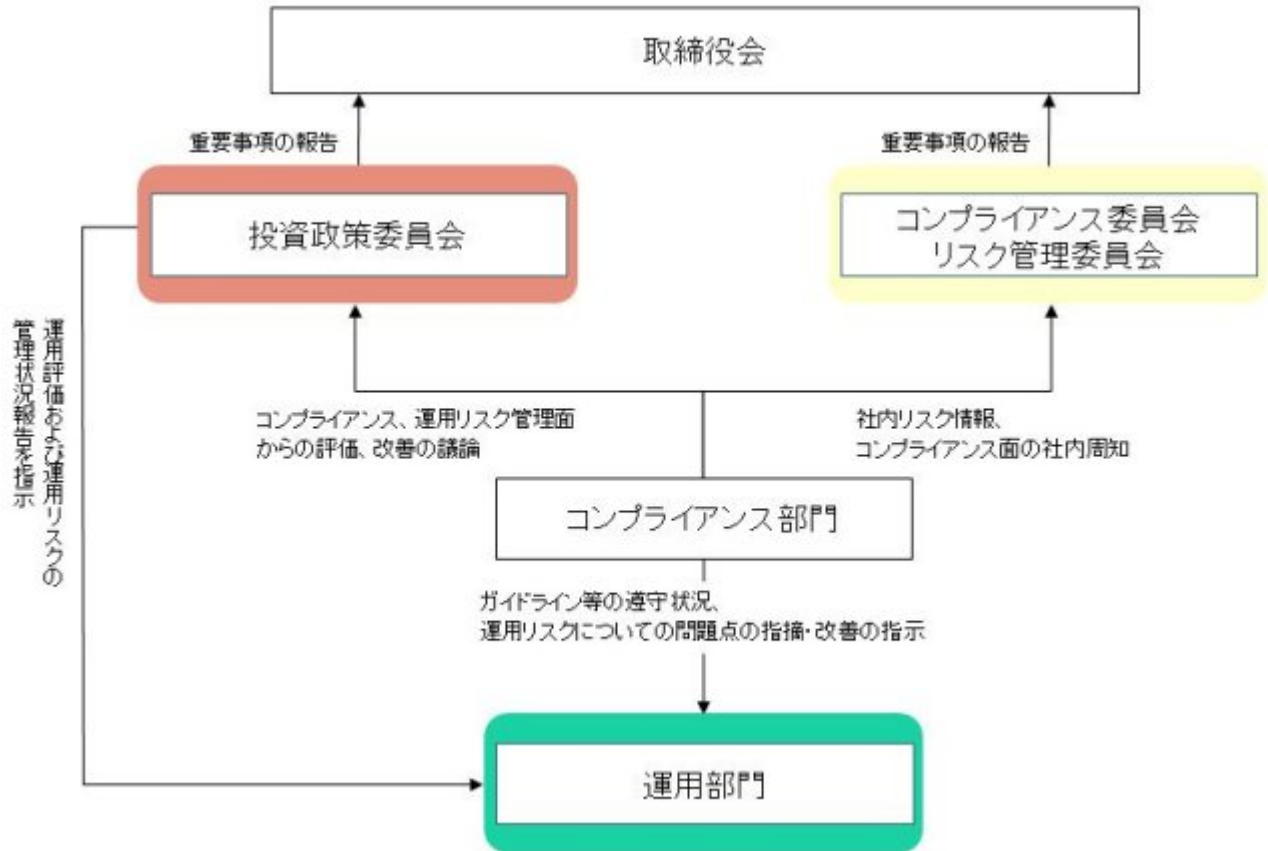 取締役会
重要事項の報告
重要事項の報告
投資政策委員会
コンプライアンス委員会
リスク管理委員会
運用評価および運用リスクの
管理状況報告を指示
コンプライアンス、運用リスク管理面
からの評価、改善の議論
社内リスク情報、
コンプライアンス面の社内周知
コンプライアンス部門
ガイドライン等の遵守状況、
運用リスクについての問題点の指摘・改善の指示
運用部門